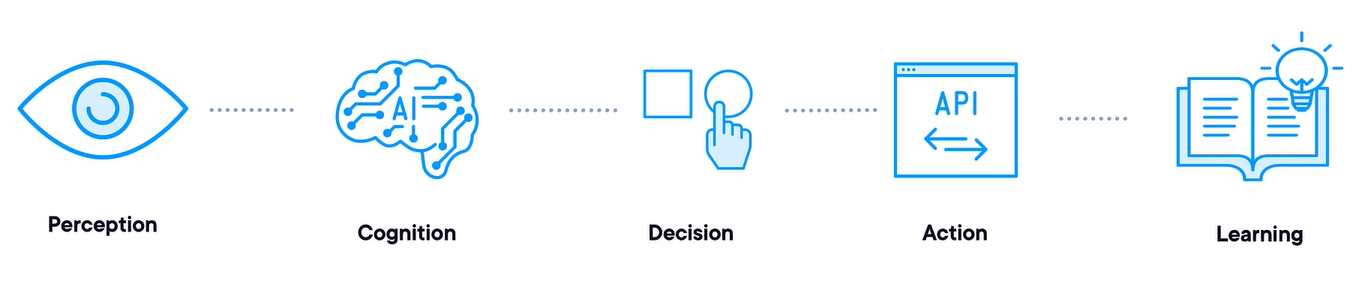 AI
API
Perception
Cognition
Decision
Action
Learning